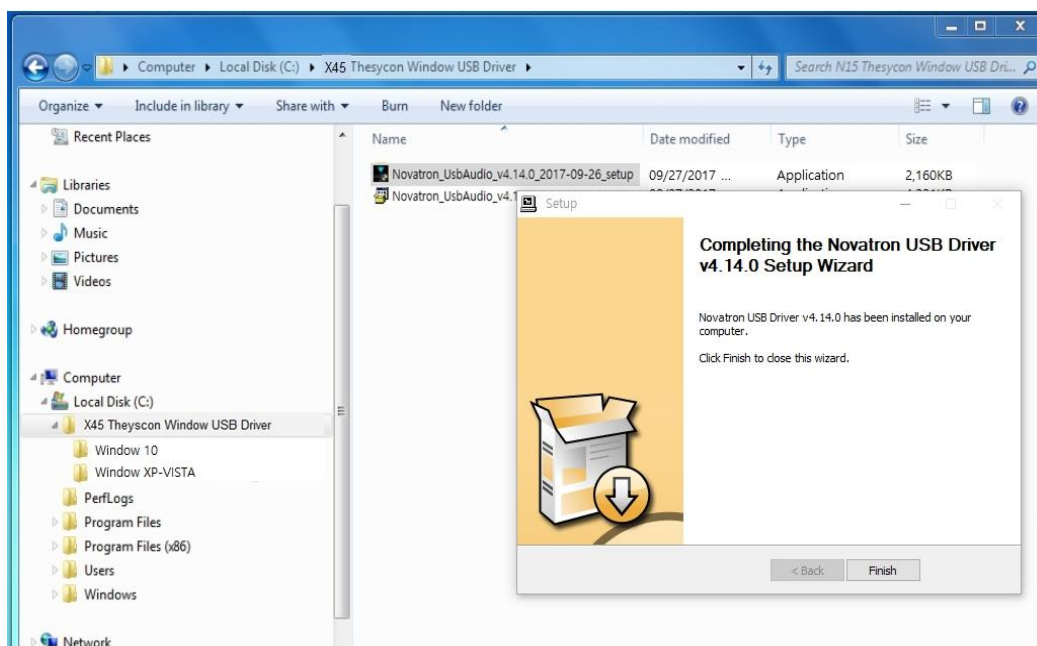 Computer ▸ Local Disk (C:) ▸ X45 Thesycon Window USB Driver ▸
Search N15 Thesycon Window USB Dri...
Organize Include in library Share with Burn New folder
Recent Places
Libraries
Documents
Music
Pictures
Videos
Homegroup
Computer
Local Disk (C:)
X45 Theyscon Window USB Driver
Window 10
Window XP-VISTA
PerfLogs
Program Files
Program Files (x86)
Users
Windows
Network
Name Date modified Type Size
Novatron_UsbAudio_v4.14.0_2017-09-26_setup 09/27/2017 ... Application 2,160KB
Novatron_UsbAudio_v4.1
Setup
Completing the Novatron USB Driver
v4.14.0 Setup Wizard
Novatron USB Driver v4.14.0 has been installed on your
computer.
Click Finish to close this wizard.
< Back Finish